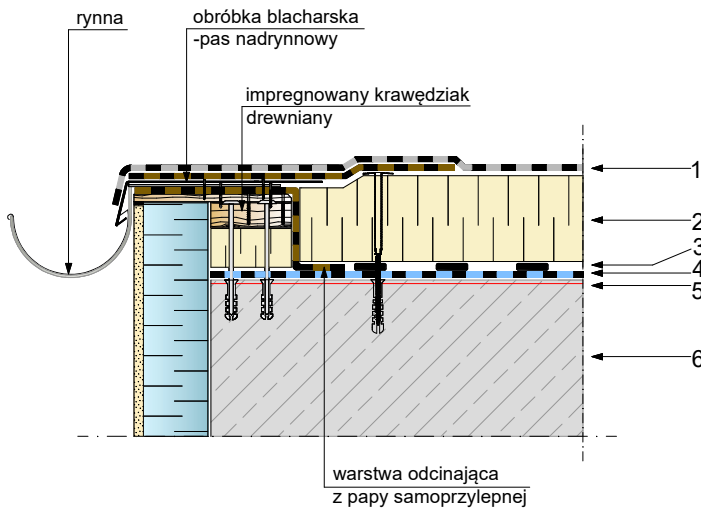 rynna
obróbka blacharska
-pas nadrynnowy
impregnowany krawędziak
drewniany
1
2
3
4
5
6
warstwa odcinająca
z papy samoprzylepnej